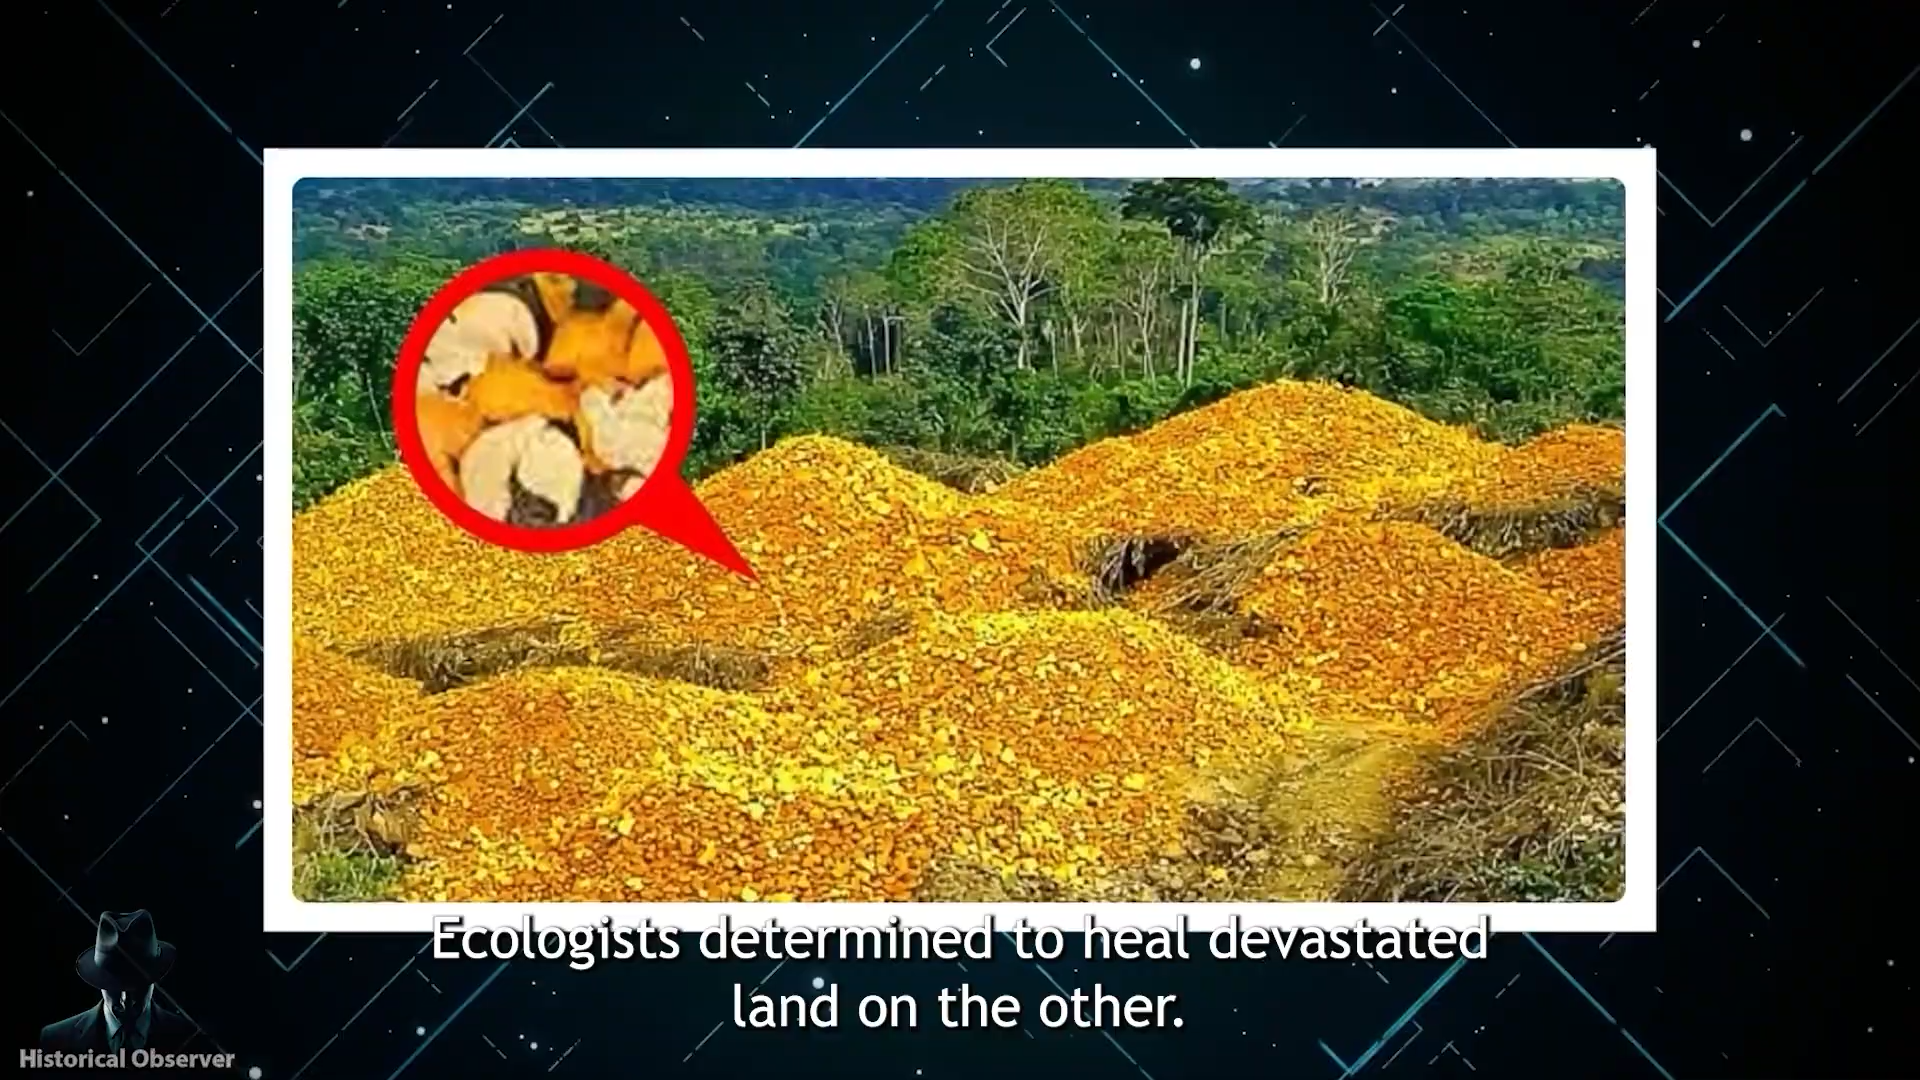 Ecologists determined to heal devastated
land on the other.
Historical Observer